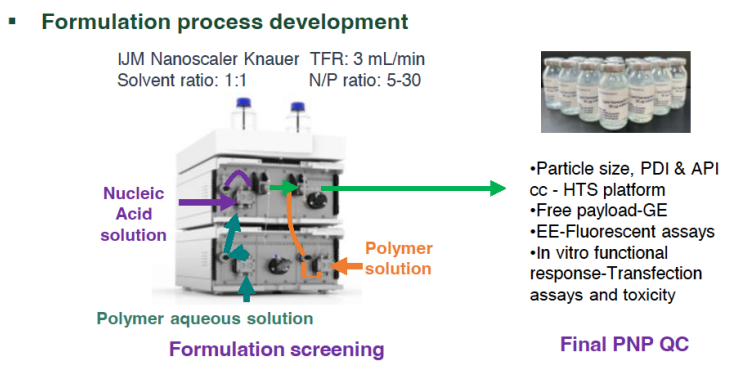 ▪ Formulation process development
IJM Nanoscaler Knauer TFR: 3 mL/min
Solvent ratio: 1:1 N/P ratio: 5-30
Nucleic
Acid
solution
Polymer
solution
Polymer aqueous solution
Formulation screening
•Particle size, PDI & API
cc - HTS platform
•Free payload-GE
•EE-Fluorescent assays
•In vitro functional
response-Transfection
assays and toxicity
Final PNP QC